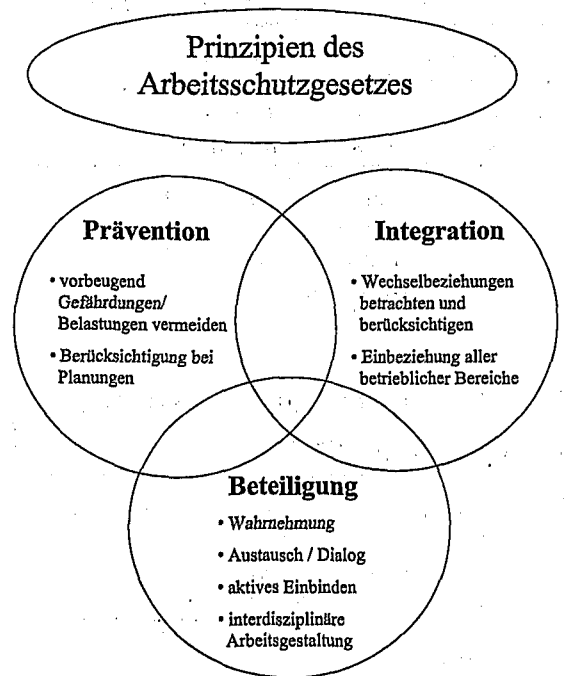 Prinzipien des
Arbeitsschutzgesetzes
Prävention
• vorbeugend
Gefährdungen/
Belastungen vermeiden
• Berücksichtigung bei
Planungen
Integration
• Wechselbeziehungen
betrachten und
berücksichtigen
• Einbeziehung aller
betrieblicher Bereiche
Beteiligung
• Wahrnehmung
• Austausch / Dialog
• aktives Einbinden
• interdisziplinäre
Arbeitsgestaltung